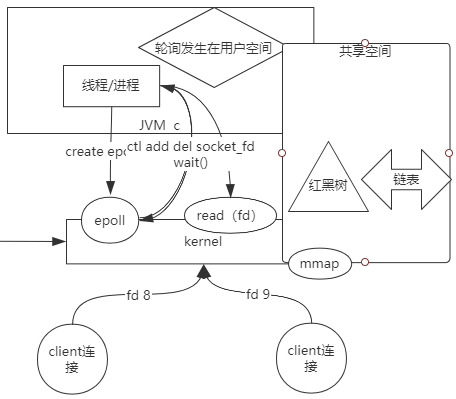 轮询发生在用户空间
共享空间
线程/进程
JVM c
create epo
ctl add del socket_fd
wait()
红黑树
链表
epoll
read（fd）
kernel
mmap
fd 8
fd 9
client连
接
client连
接